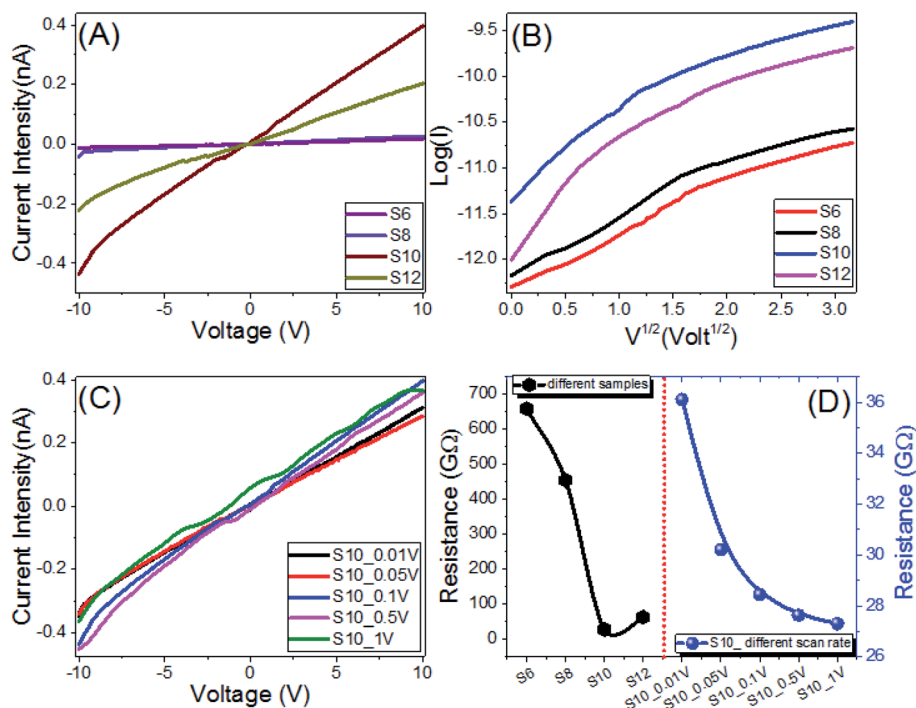 (A)
0.4
0.2
0.0
-0.2
-0.4
Current Intensity(nA)
S6
S8
S10
S12
-10
-5
0
5
10
Voltage (V)
(B)
-9.5
-10.0
-10.5
-11.0
-11.5
-12.0
Log(I)
S6
S8
S10
S12
0.0
0.5
1.0
1.5
2.0
2.5
3.0
V1/2(Volt1/2)
(C)
0.4
0.2
0.0
-0.2
-0.4
Current Intensity(nA)
S10_0.01V
S10_0.05V
S10_0.1V
S10_0.5V
S10_1V
-10
-5
0
5
10
Voltage (V)
different samples
(D)
700
600
500
400
300
200
100
0
Resistance (GΩ)
36
34
32
30
28
26
Resistance (GΩ)
S10_ different scan rate
S6
S8
S10
S12
S10_0.01V
S10_0.05V
S10_0.1V
S10_0.5V
S10_1V